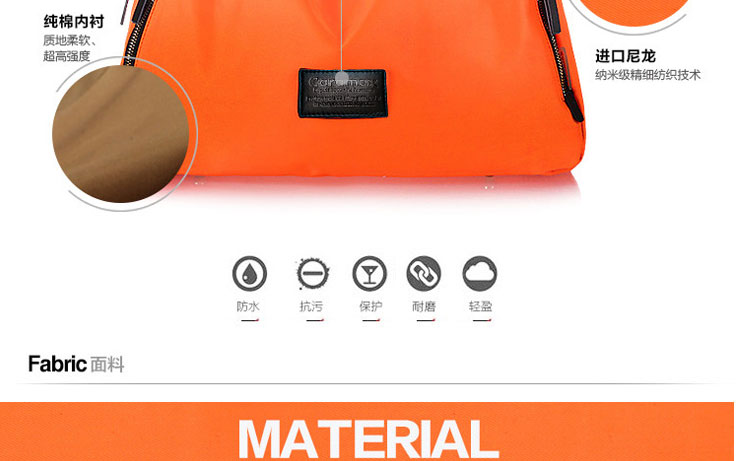 纯棉内衬
质地柔软、
超高强度
进口尼龙
纳米级精细纺织技术
防水 抗污 保护 耐磨 轻盈
Fabric 面料
MATERIAL